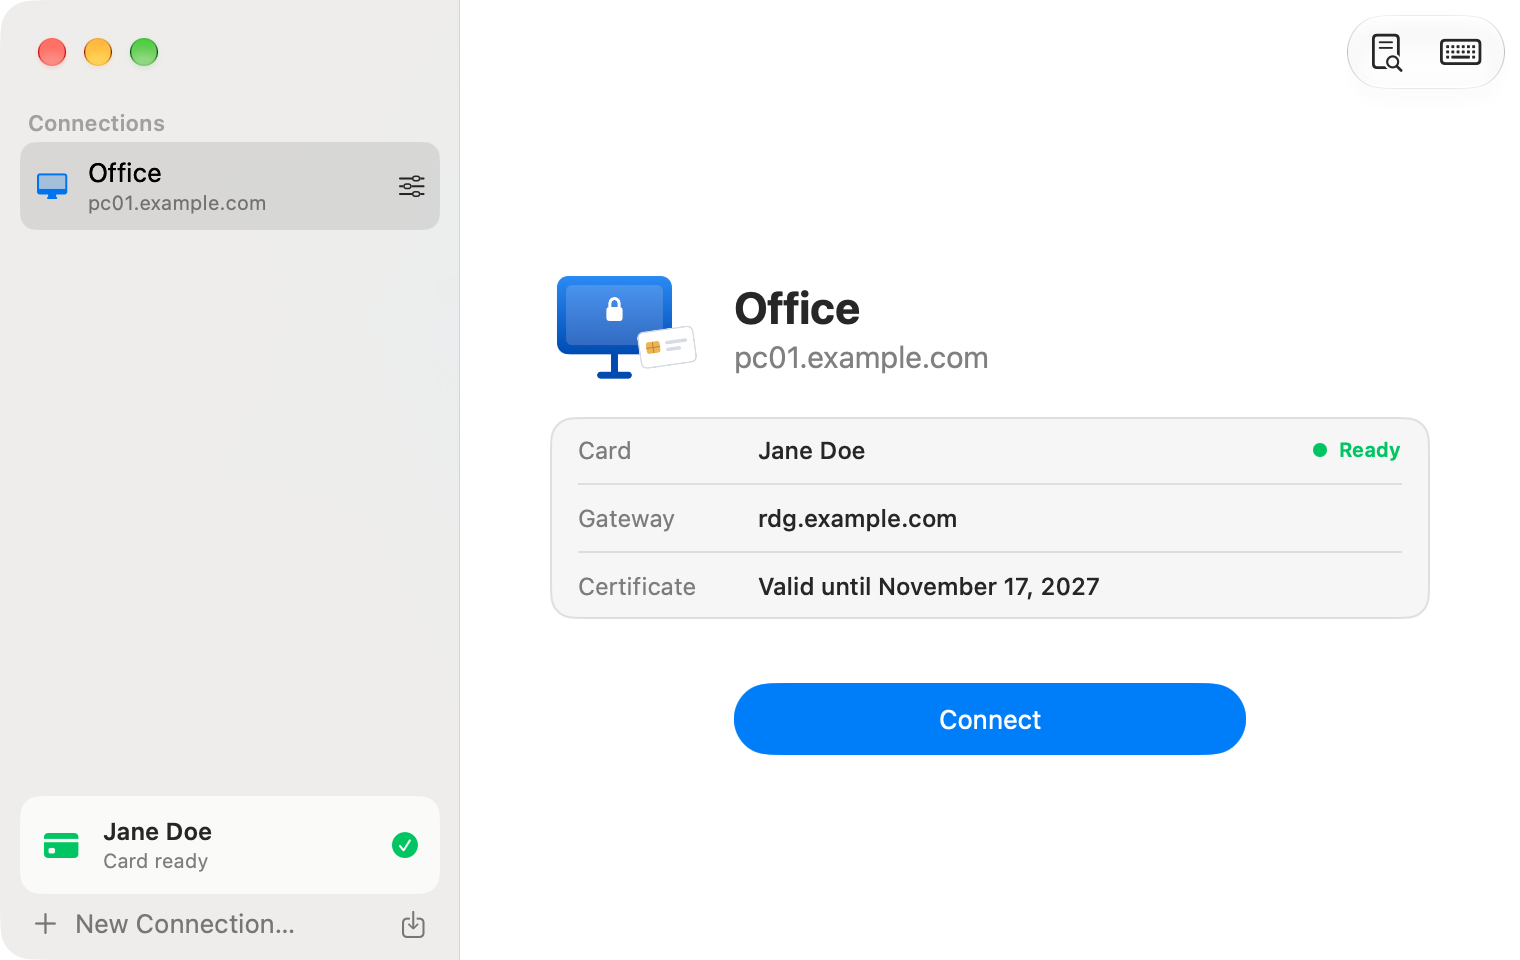 Connections
Office
pc01.example.com
Jane Doe
Card ready
New Connection...
Office
pc01.example.com
Card Jane Doe Ready
Gateway rdg.example.com
Certificate Valid until November 17, 2027
Connect